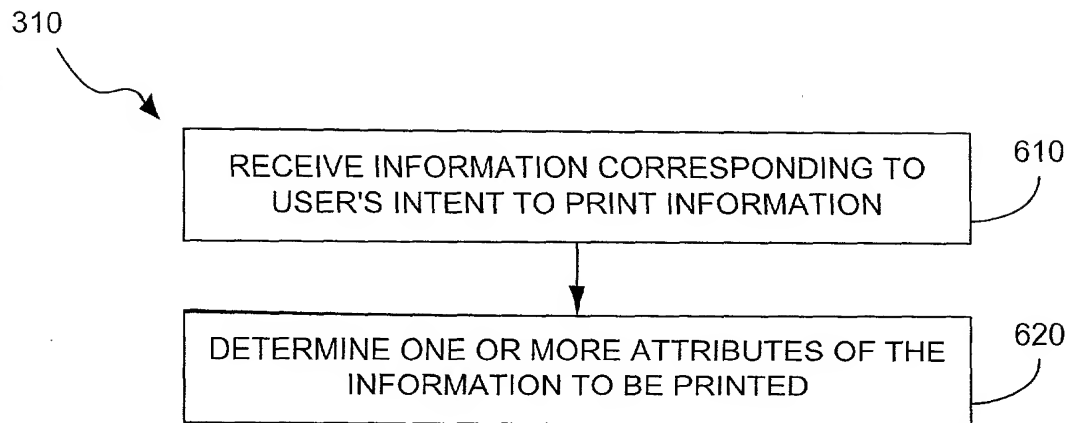 310
RECEIVE INFORMATION CORRESPONDING TO
USER'S INTENT TO PRINT INFORMATION
610
DETERMINE ONE OR MORE ATTRIBUTES OF THE
INFORMATION TO BE PRINTED
620